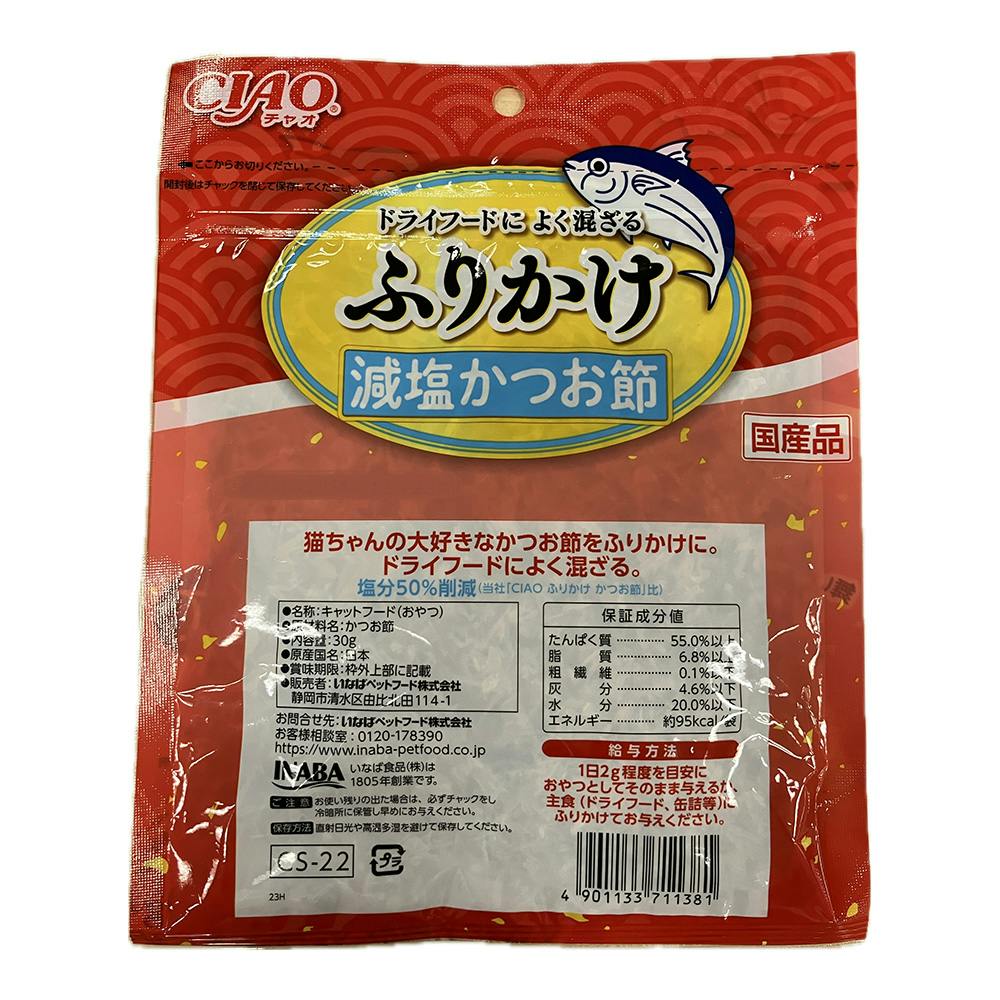 CIAO®
チャオ
ここからお切りください。
開封後はチャックを閉じて保存してください。
ドライフードに よく混ざる
ふりかけ
減塩かつお節
国産品
猫ちゃんの大好きなかつお節をふりかけに。
ドライフードによく混ざる。
塩分50%削減(当社「CIAO ふりかけ かつお節」比)
●名称:キャットフード(おやつ)
●原材料名:かつお節
●内容量:30g
●原産国名:日本
●賞味期限:枠外上部に記載
●販売者:いなばペットフード株式会社
静岡市清水区由比北田114-1
お問合せ先:いなばペットフード株式会社
お客様相談室:0120-178390
https://www.inaba-petfood.co.jp
INABA いなば食品(株)は
1805年創業です。
ご注意 お使い残りの出た場合は、必ずチャックをし
冷暗所に保管し早めにお与えください。
保存方法 直射日光や高温多湿を避けて保存してください。
CS-22
プラ
23H
保証成分値
たんぱく質 ………… 55.0%以上
脂質 ………… 6.8%以上
粗繊維 ………… 0.1%以下
灰分 ………… 4.6%以下
水分 ………… 20.0%以下
エネルギー ……… 約95kcal/袋
給与方法
1日2g程度を目安に
おやつとしてそのまま与えるか、
主食(ドライフード、缶詰等)に
ふりかけてお与えください。
4 901133 711381